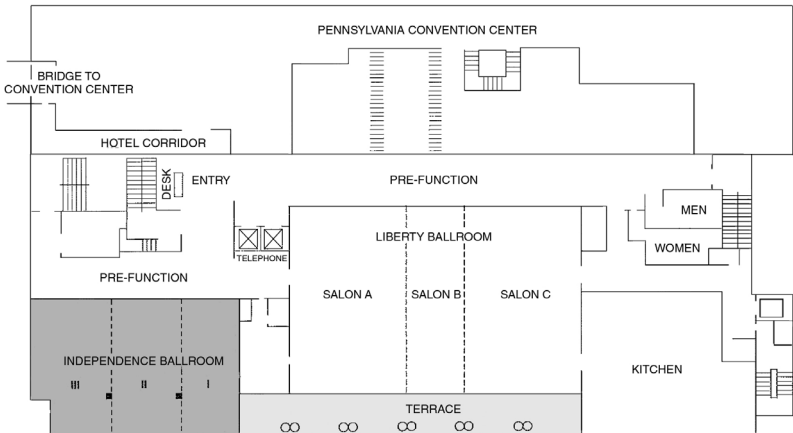 PENNSYLVANIA CONVENTION CENTER
BRIDGE TO
CONVENTION CENTER
HOTEL CORRIDOR
DESK
ENTRY
PRE-FUNCTION
MEN
LIBERTY BALLROOM
WOMEN
TELEPHONE
PRE-FUNCTION
SALON A
SALON B
SALON C
INDEPENDENCE BALLROOM
KITCHEN
III
II
I
TERRACE